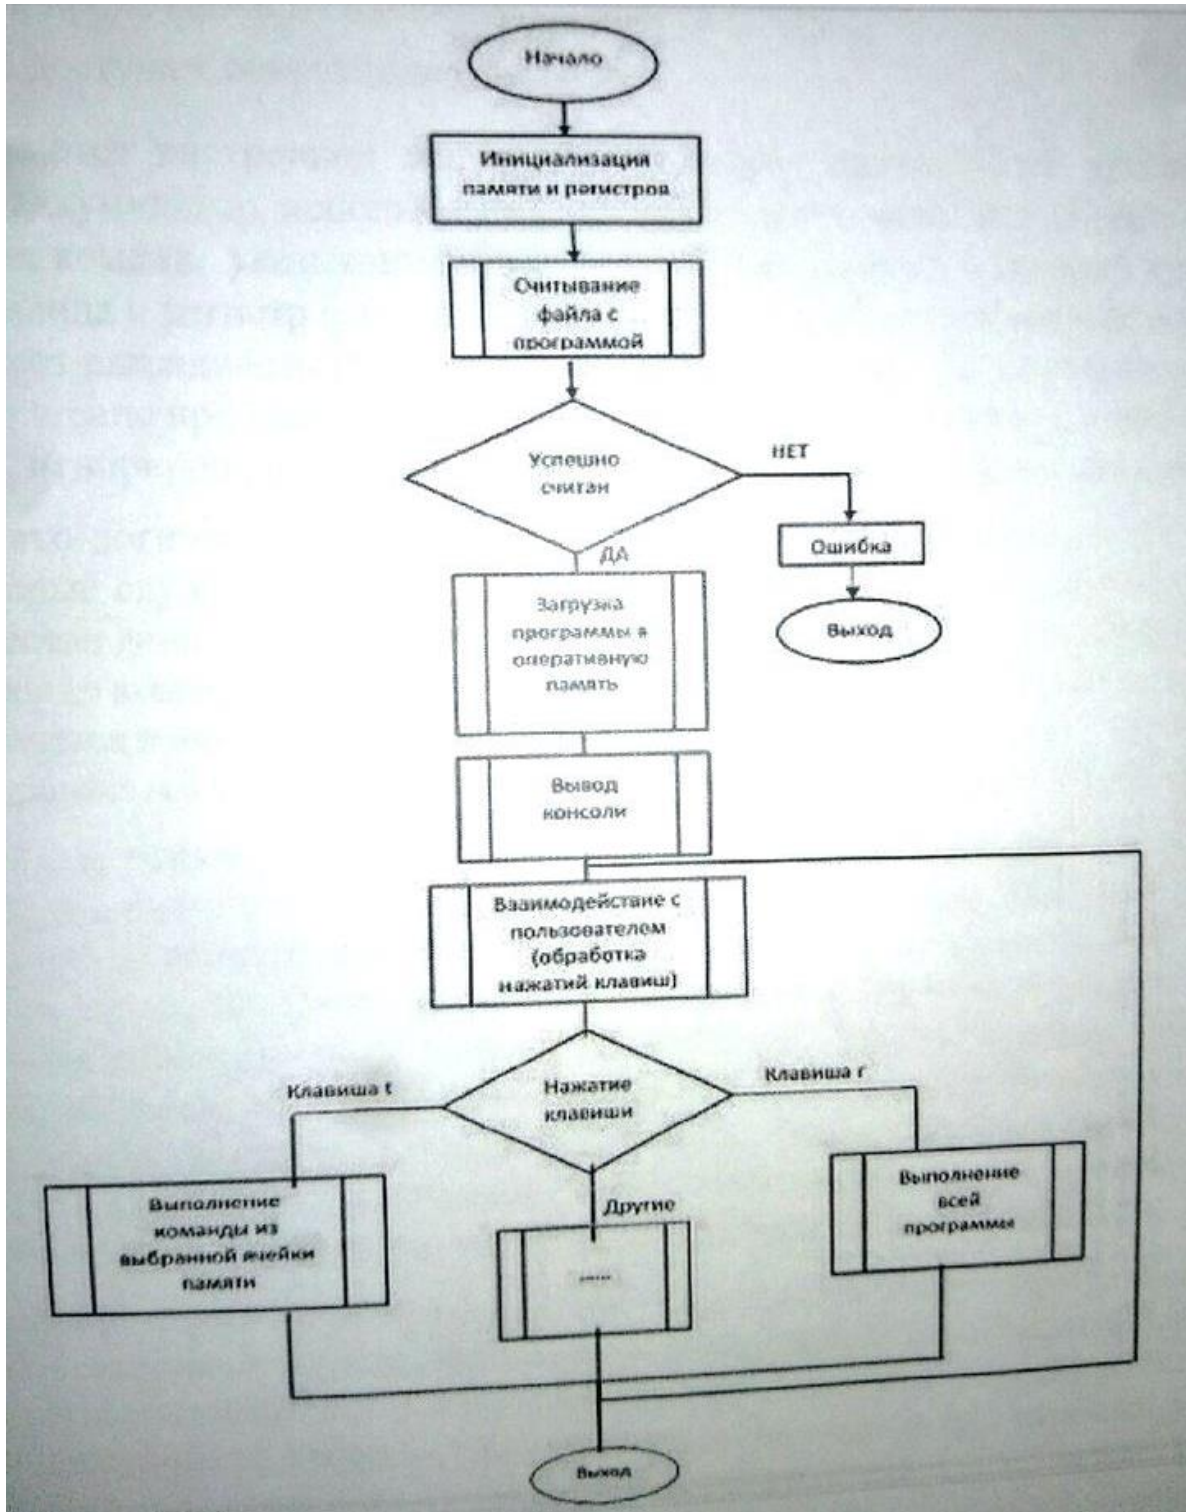 Начало
Инициализация
памяти и регистров
Считывание
файла с
программой
Успешно
считан
НЕТ
Ошибка
Выход
ДА
Загрузка
программы в
оперативную
память
Вывод
консоли
Взаимодействие с
пользователем
(обработка
нажатий клавиш)
Нажатие
клавиши
Клавиша t
Клавиша r
Другие
Выполнение
команды из
выбранной ячейки
памяти
......
Выполнение
всей
программы
Выход